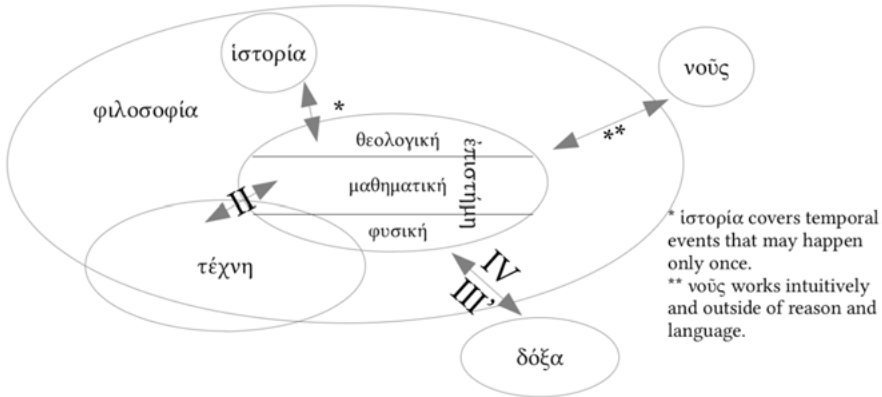 ἱστορία
νοῦς
φιλοσοφία
*
**
θεολογική
ἐπιστήμη
μαθηματική
II
φυσική
τέχνη
IV
III’
δόξα
* ἱστορία covers temporal
events that may happen
only once.
** νοῦς works intuitively
and outside of reason and
language.